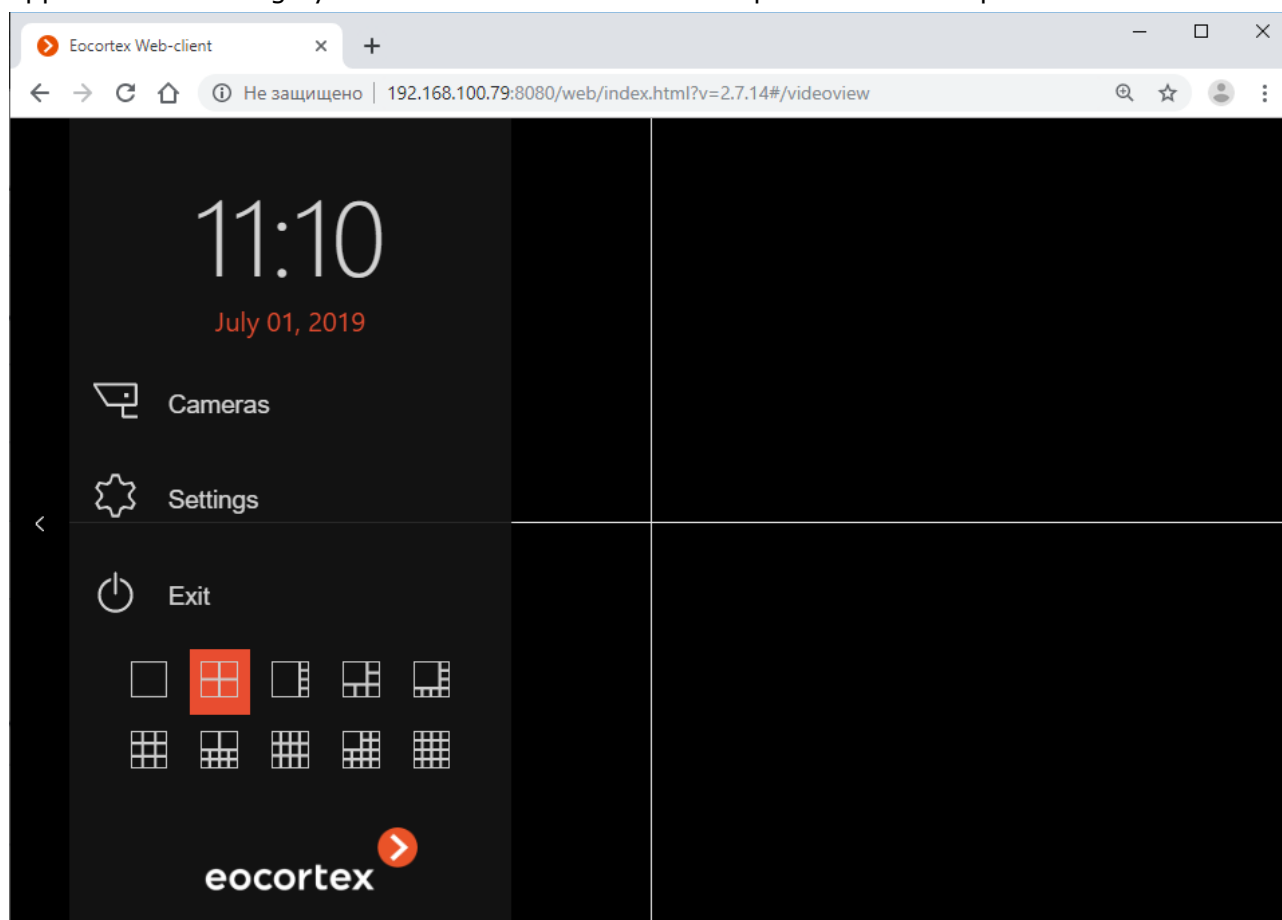 Eocortex Web-client
Не защищено | 192.168.100.79:8080/web/index.html?v=2.7.14#/videoview
11:10
July 01, 2019
Cameras
Settings
Exit
eocortex